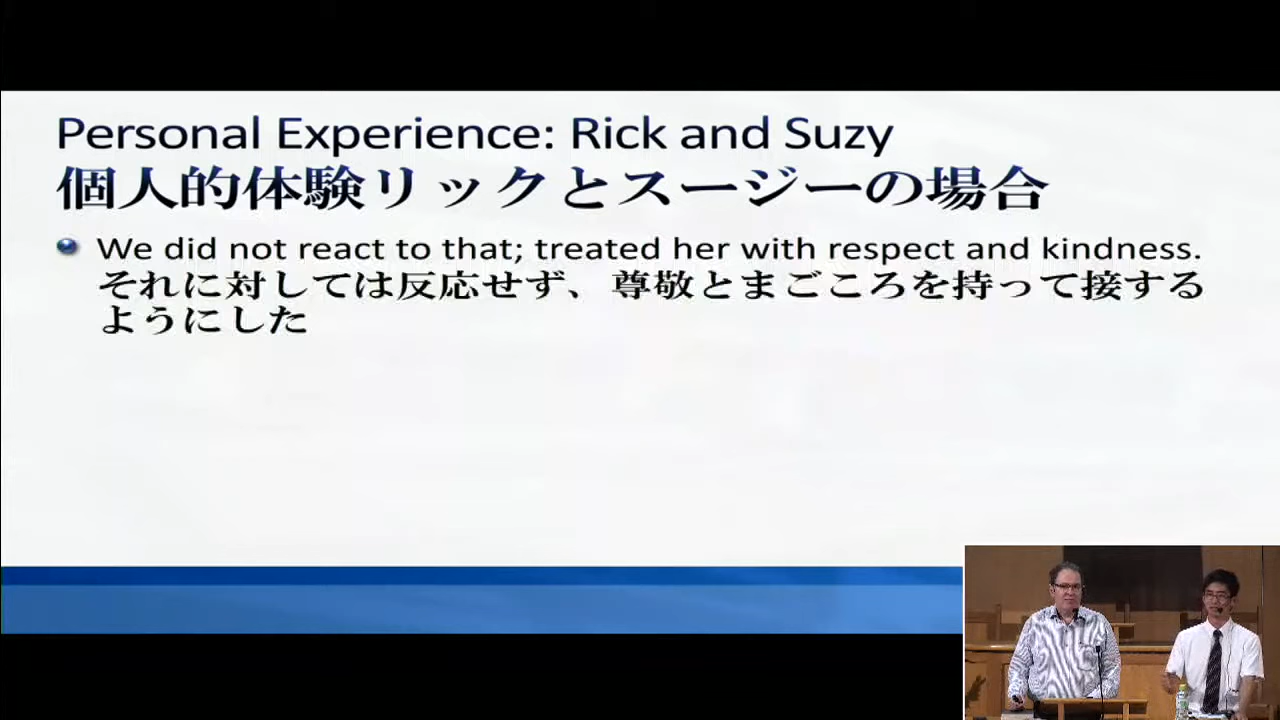 Personal Experience: Rick and Suzy
個人的体験リックとスージーの場合
We did not react to that; treated her with respect and kindness.
それに対しては反応せず、尊敬とまごころを持って接する
ようにした